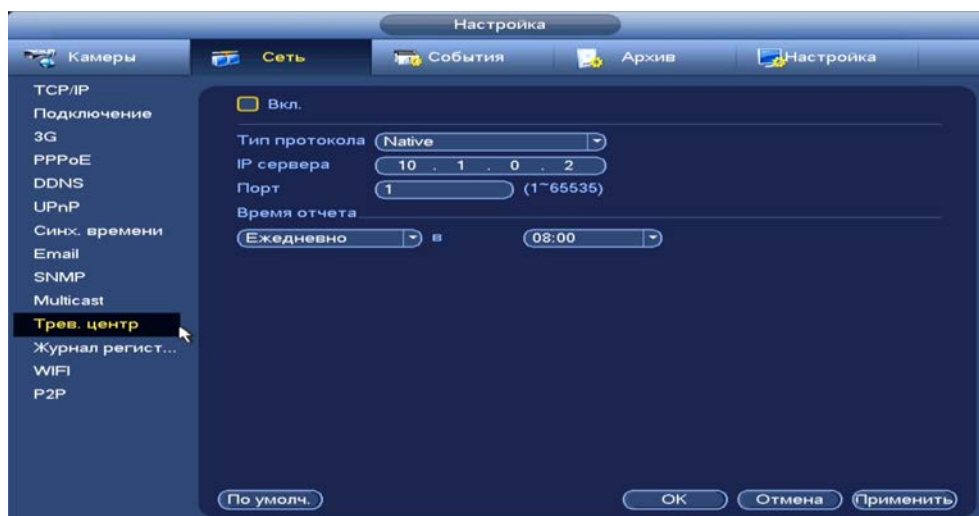 Настройка
Камеры
Сеть
События
Архив
Настройка
TCP/IP
Подключение
3G
PPPoE
DDNS
UPnP
Синх. времени
Email
SNMP
Multicast
Трев. центр
Журнал регист...
WIFI
P2P
Вкл.
Тип протокола Native
IP сервера 10 . 1 . 0 . 2
Порт 1 (1~65535)
Время отчета
Ежедневно в 08:00
По умолч. OK Отмена Применить